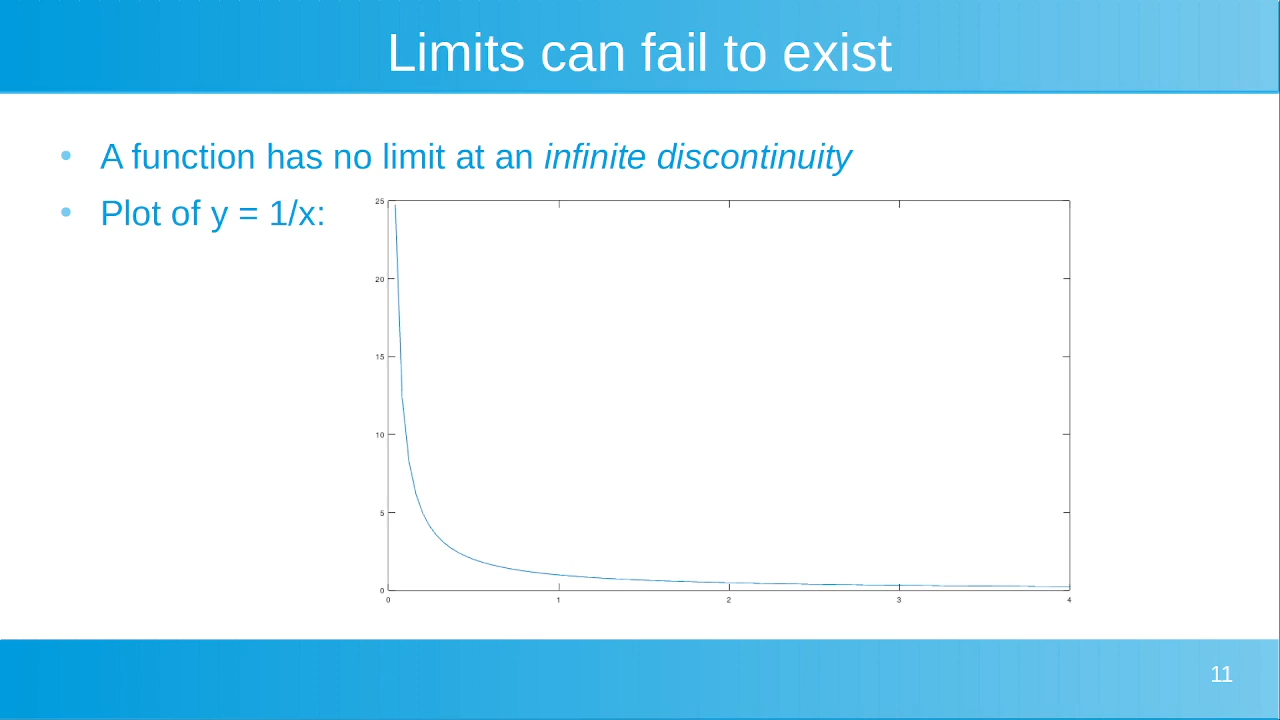 Limits can fail to exist
• A function has no limit at an infinite discontinuity
• Plot of y = 1/x:
25
20
15
10
5
0
0 1 2 3 4
11